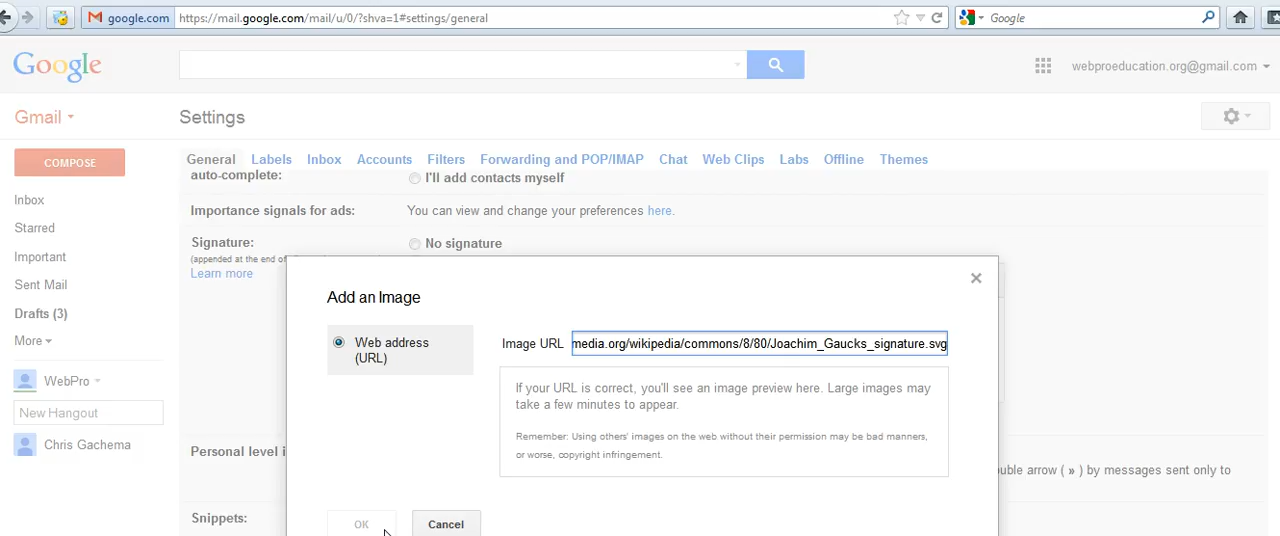 google.com https://mail.google.com/mail/u/0/?shva=1#settings/general Google
Google webproeducation.org@gmail.com
Gmail Settings
COMPOSE General Labels Inbox Accounts Filters Forwarding and POP/IMAP Chat Web Clips Labs Offline Themes
auto-complete: I'll add contacts myself
Inbox
Importance signals for ads: You can view and change your preferences here.
Starred
Signature: No signature
Important (appended at the end of
Learn more
Sent Mail
Add an Image
Drafts (3)
More
Web address Image URL media.org/wikipedia/commons/8/80/Joachim_Gaucks_signature.svg
(URL)
WebPro If your URL is correct, you'll see an image preview here. Large images may
take a few minutes to appear.
New Hangout
Remember: Using others' images on the web without their permission may be bad manners,
Chris Gachema
or worse, copyright infringement.
Personal level i
ouble arrow ( » ) by messages sent only to
Snippets:
OK Cancel